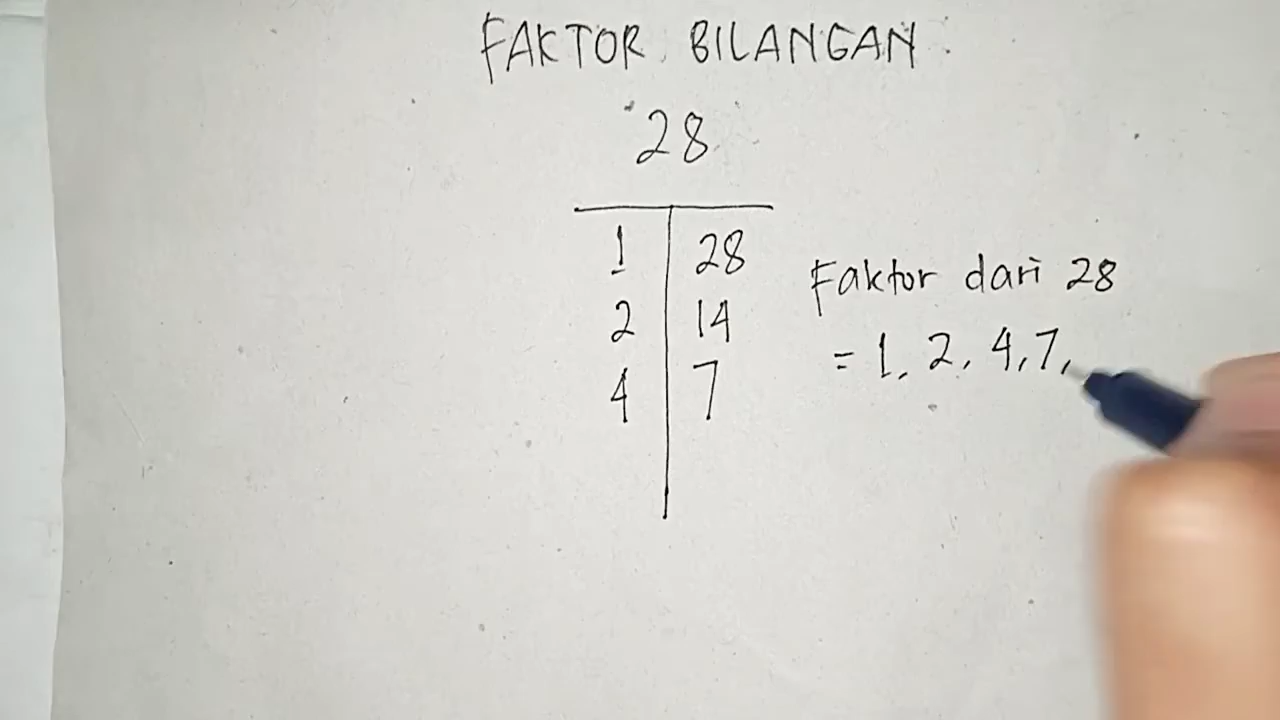 FAKTOR BILANGAN
28
1 28
2 14
4 7
Faktor dari 28
= 1, 2, 4, 7,